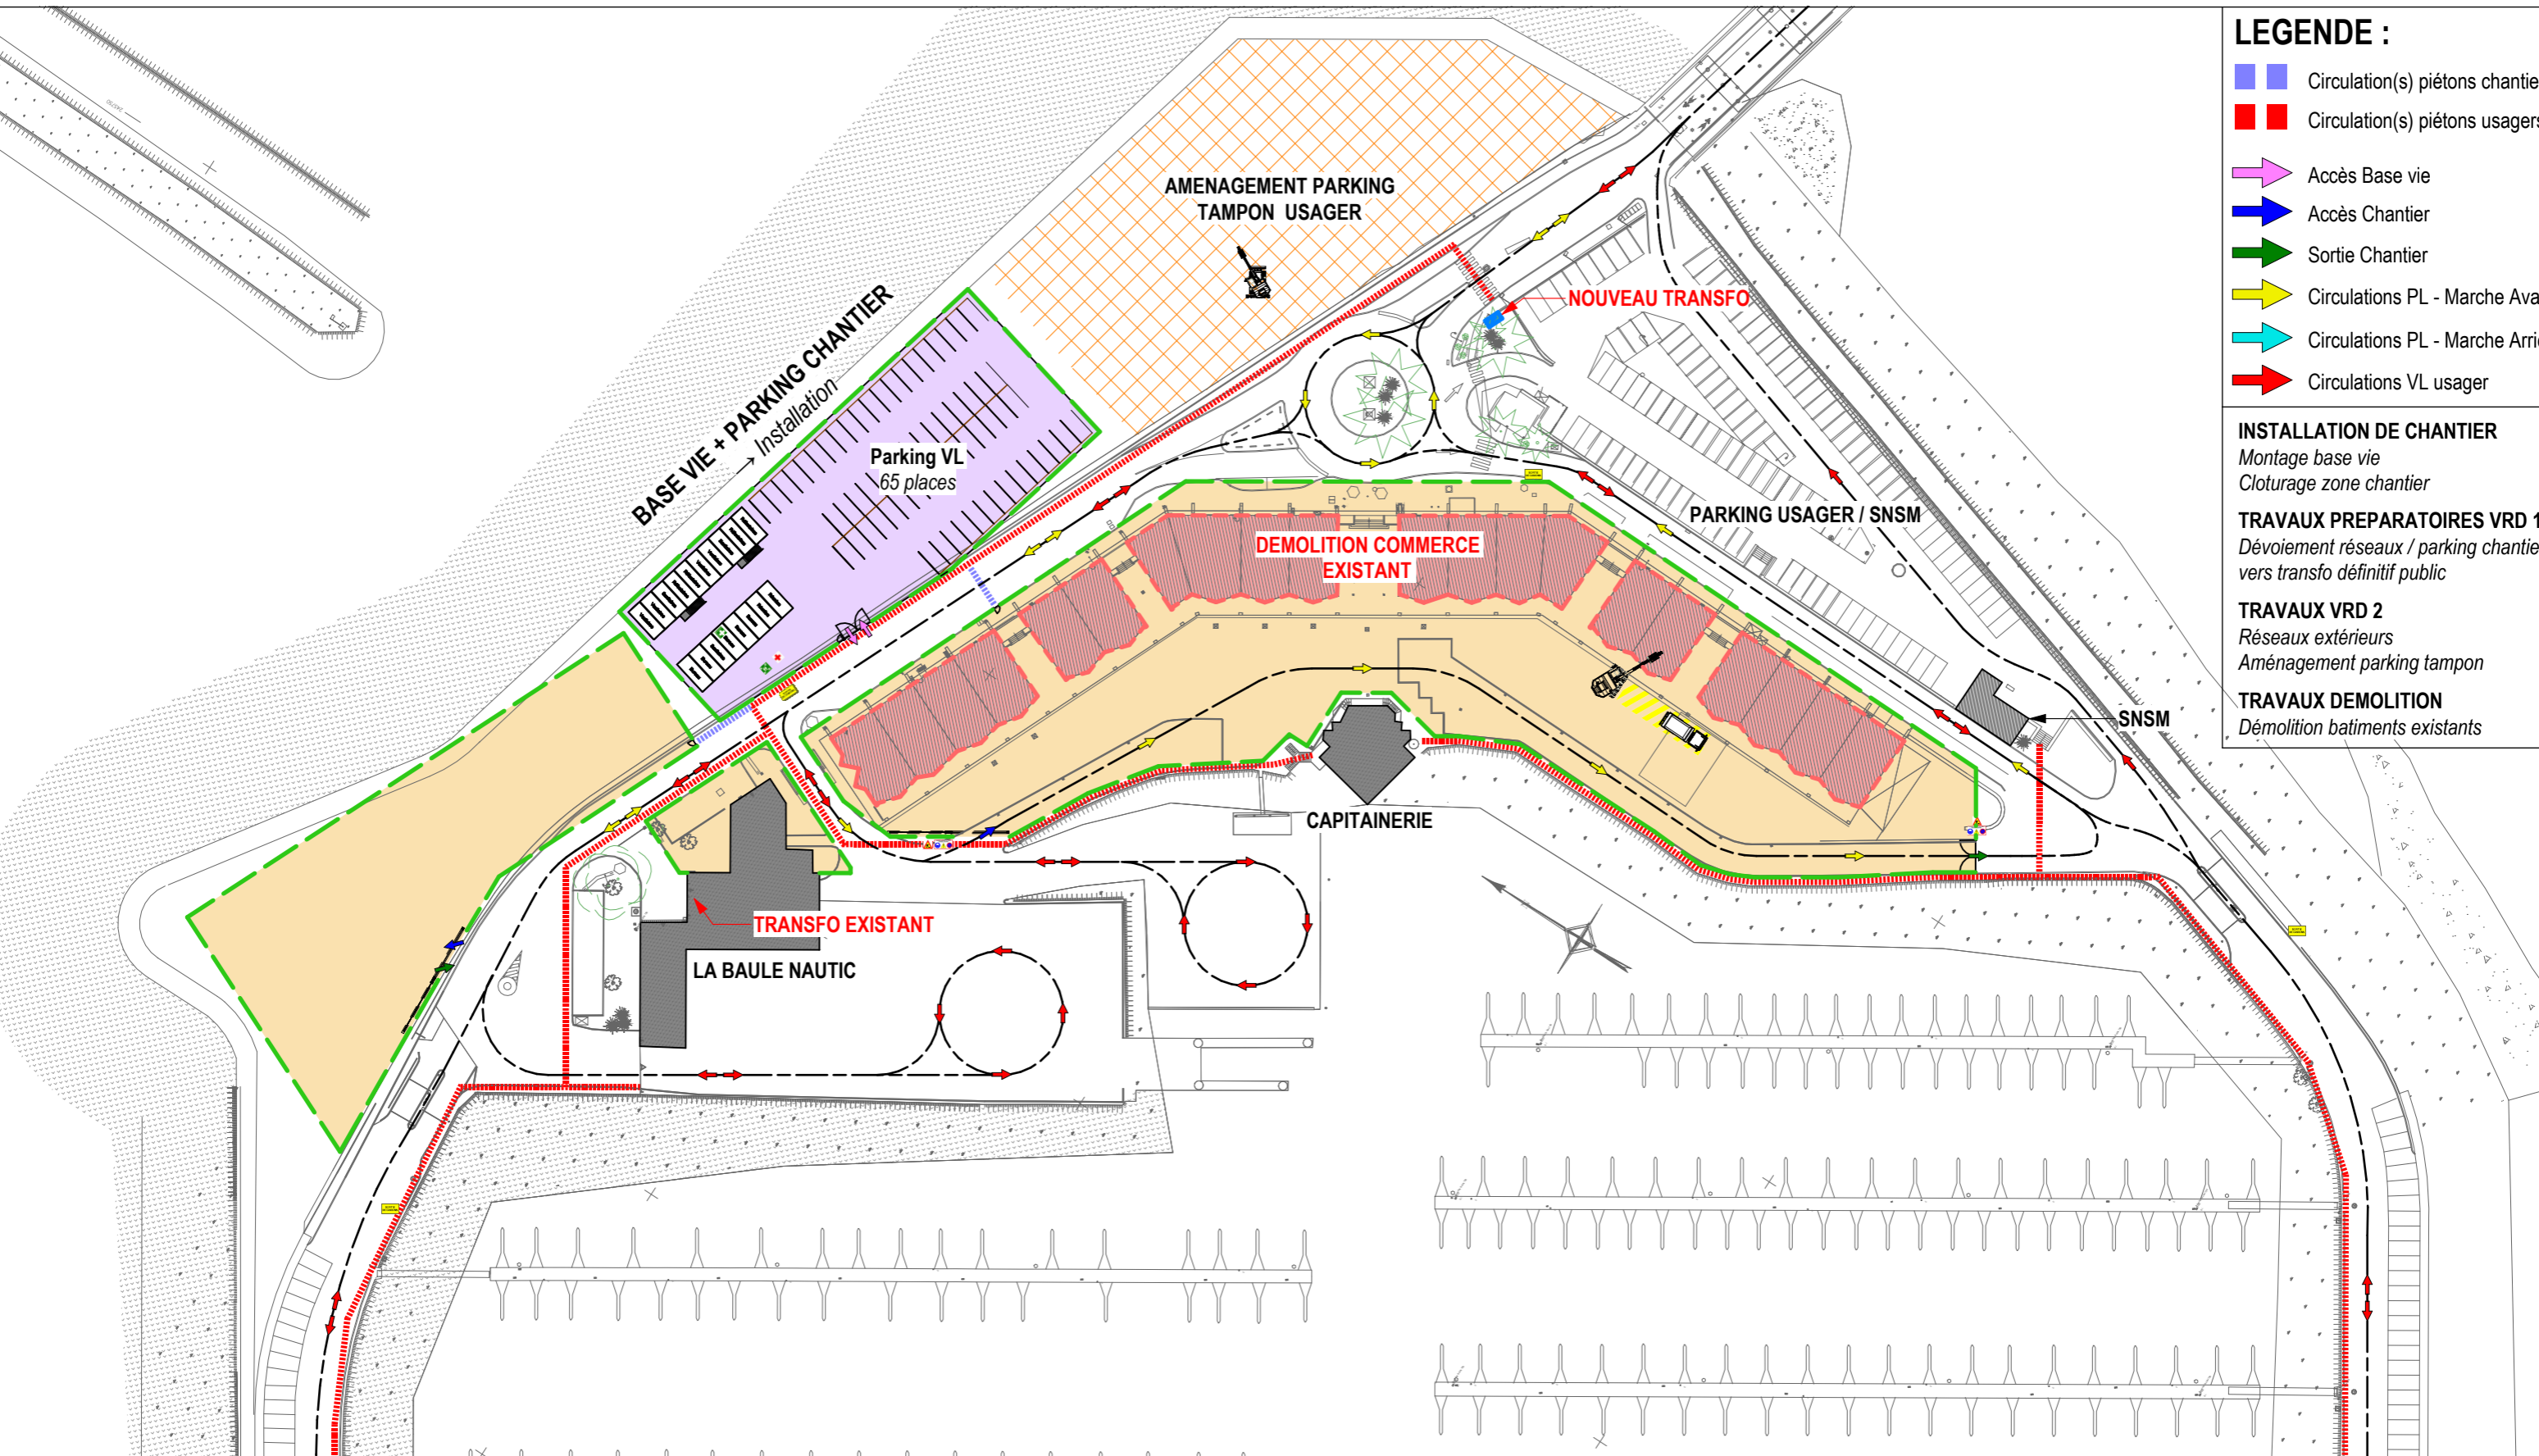 LEGENDE :
Circulation(s) piétons chantie
Circulation(s) piétons usagers
Accès Base vie
Accès Chantier
Sortie Chantier
Circulations PL - Marche Ava
Circulations PL - Marche Arriè
Circulations VL usager
INSTALLATION DE CHANTIER
Montage base vie
Cloturage zone chantier
TRAVAUX PREPARATOIRES VRD 1
Dévoiement réseaux / parking chantie
vers transfo définitif public
TRAVAUX VRD 2
Réseaux extérieurs
Aménagement parking tampon
TRAVAUX DEMOLITION
Démolition batiments existants
AMENAGEMENT PARKING
TAMPON USAGER
NOUVEAU TRANSFO
BASE VIE + PARKING CHANTIER
Installation
Parking VL
65 places
PARKING USAGER / SNSM
DEMOLITION COMMERCE
EXISTANT
SNSM
CAPITAINERIE
TRANSFO EXISTANT
LA BAULE NAUTIC